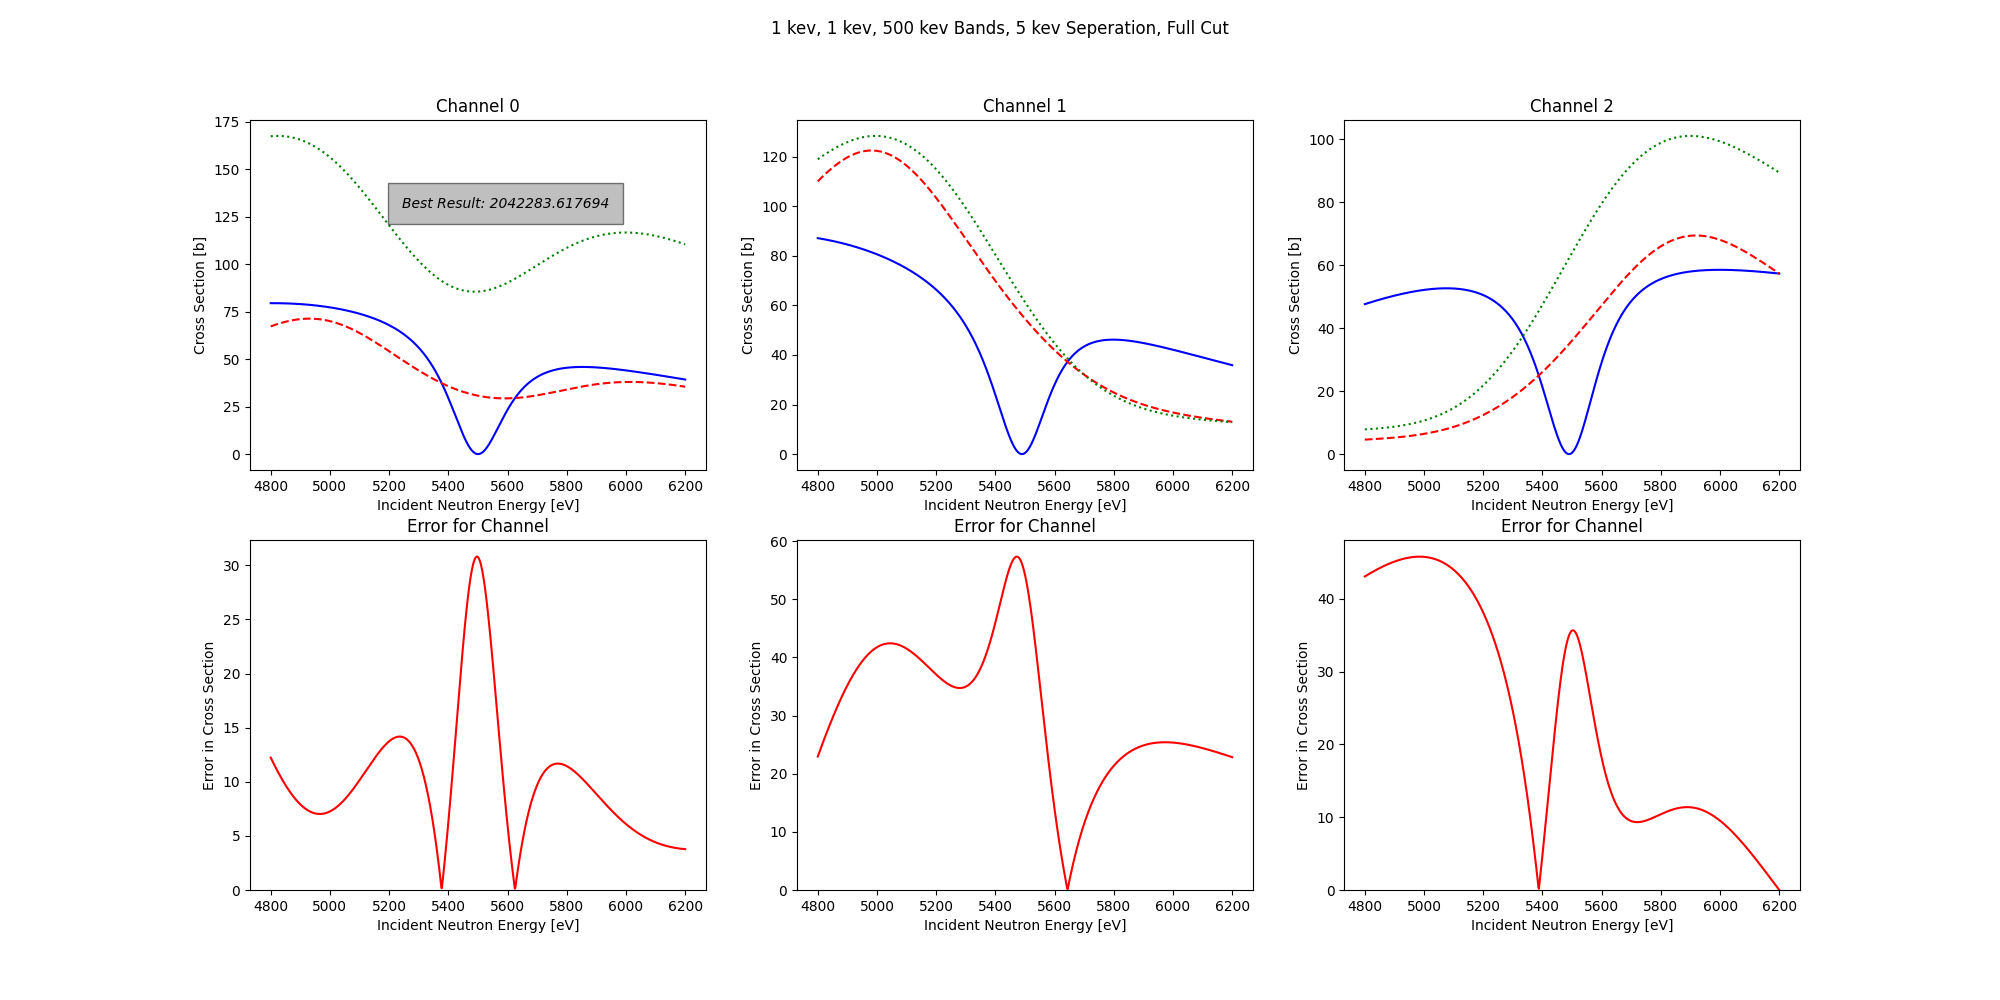 1 kev, 1 kev, 500 kev Bands, 5 kev Seperation, Full Cut
Channel 0
175
150
125
100
75
50
25
0
Cross Section [b]
Best Result: 2042283.617694
4800 5000 5200 5400 5600 5800 6000 6200
Incident Neutron Energy [eV]
Channel 1
120
100
80
60
40
20
0
Cross Section [b]
4800 5000 5200 5400 5600 5800 6000 6200
Incident Neutron Energy [eV]
Channel 2
100
80
60
40
20
0
Cross Section [b]
4800 5000 5200 5400 5600 5800 6000 6200
Incident Neutron Energy [eV]
Error for Channel
30
25
20
15
10
5
0
Error in Cross Section
4800 5000 5200 5400 5600 5800 6000 6200
Incident Neutron Energy [eV]
Error for Channel
60
50
40
30
20
10
0
Error in Cross Section
4800 5000 5200 5400 5600 5800 6000 6200
Incident Neutron Energy [eV]
Error for Channel
40
30
20
10
0
Error in Cross Section
4800 5000 5200 5400 5600 5800 6000 6200
Incident Neutron Energy [eV]